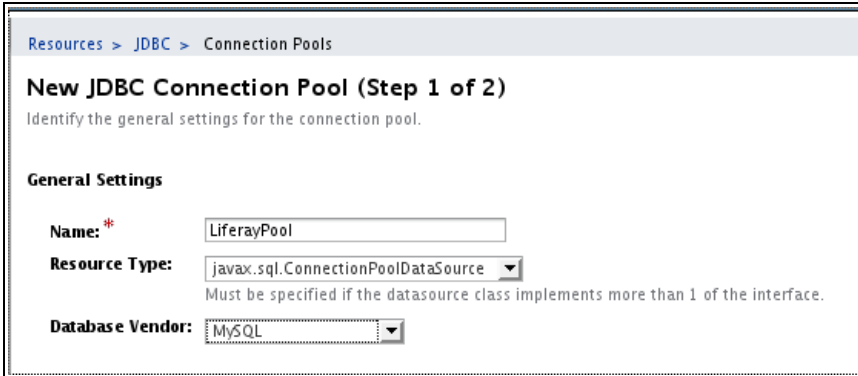 Resources > JDBC > Connection Pools
New JDBC Connection Pool (Step 1 of 2)
Identify the general settings for the connection pool.
General Settings
Name: * LiferayPool
Resource Type: javax.sql.ConnectionPoolDataSource
Must be specified if the datasource class implements more than 1 of the interface.
Database Vendor: MySQL